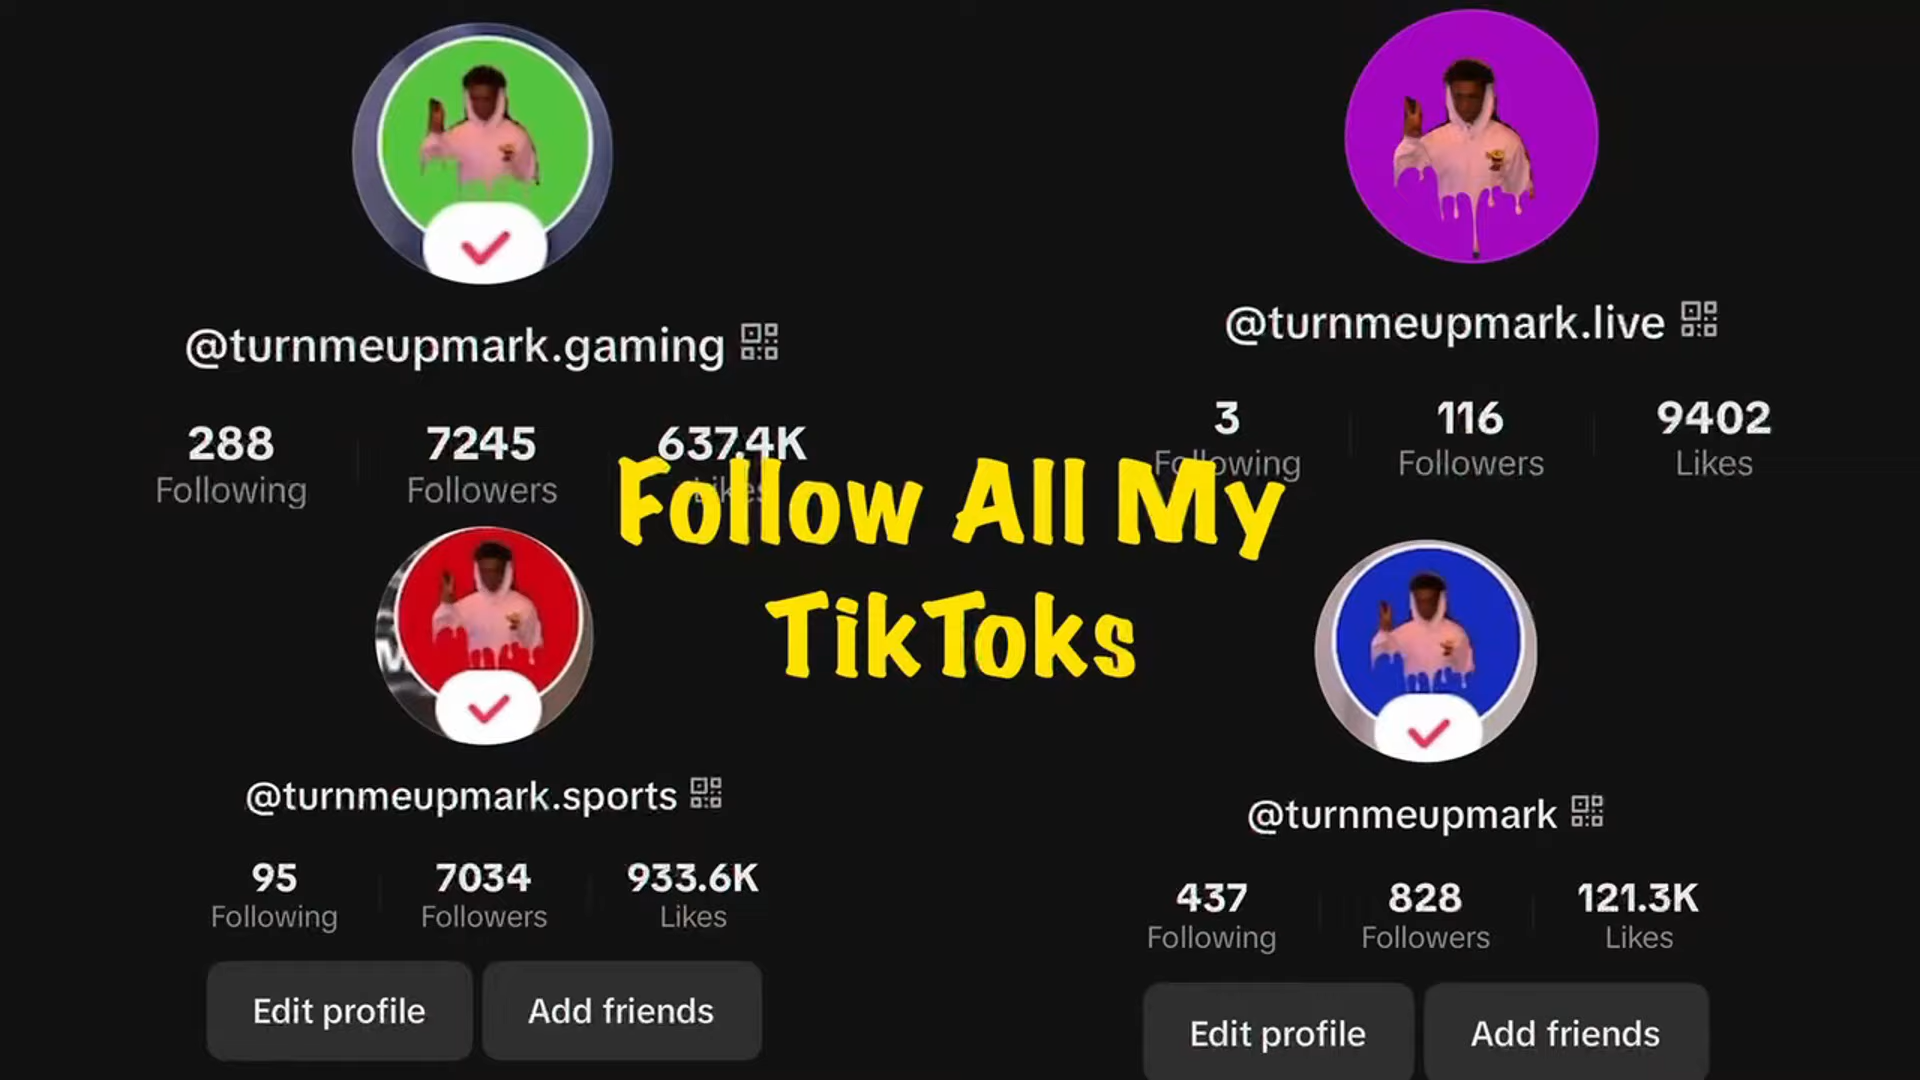 @turnmeupmark.gaming
288 7245 637.4K
Following Followers Likes
@turnmeupmark.live
3 116 9402
Following Followers Likes
Follow All My
TikToks
@turnmeupmark.sports
95 7034 933.6K
Following Followers Likes
Edit profile Add friends
@turnmeupmark
437 828 121.3K
Following Followers Likes
Edit profile Add friends